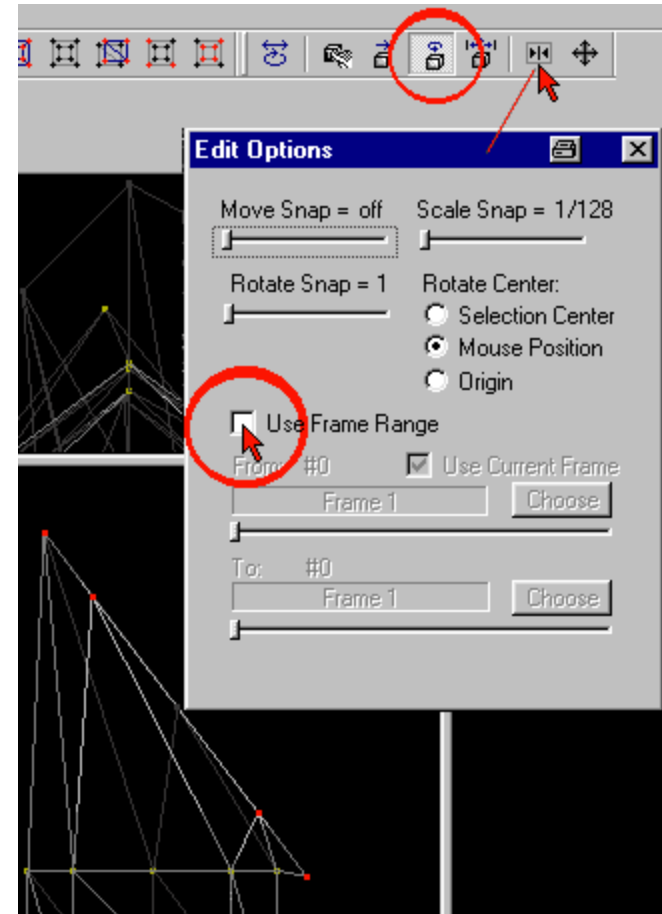 Edit Options
Move Snap = off Scale Snap = 1/128
Rotate Snap = 1 Rotate Center:
Selection Center
Mouse Position
Origin
Use Frame Range
From: #0 Use Current Frame
Frame 1 Choose
To: #0
Frame 1 Choose